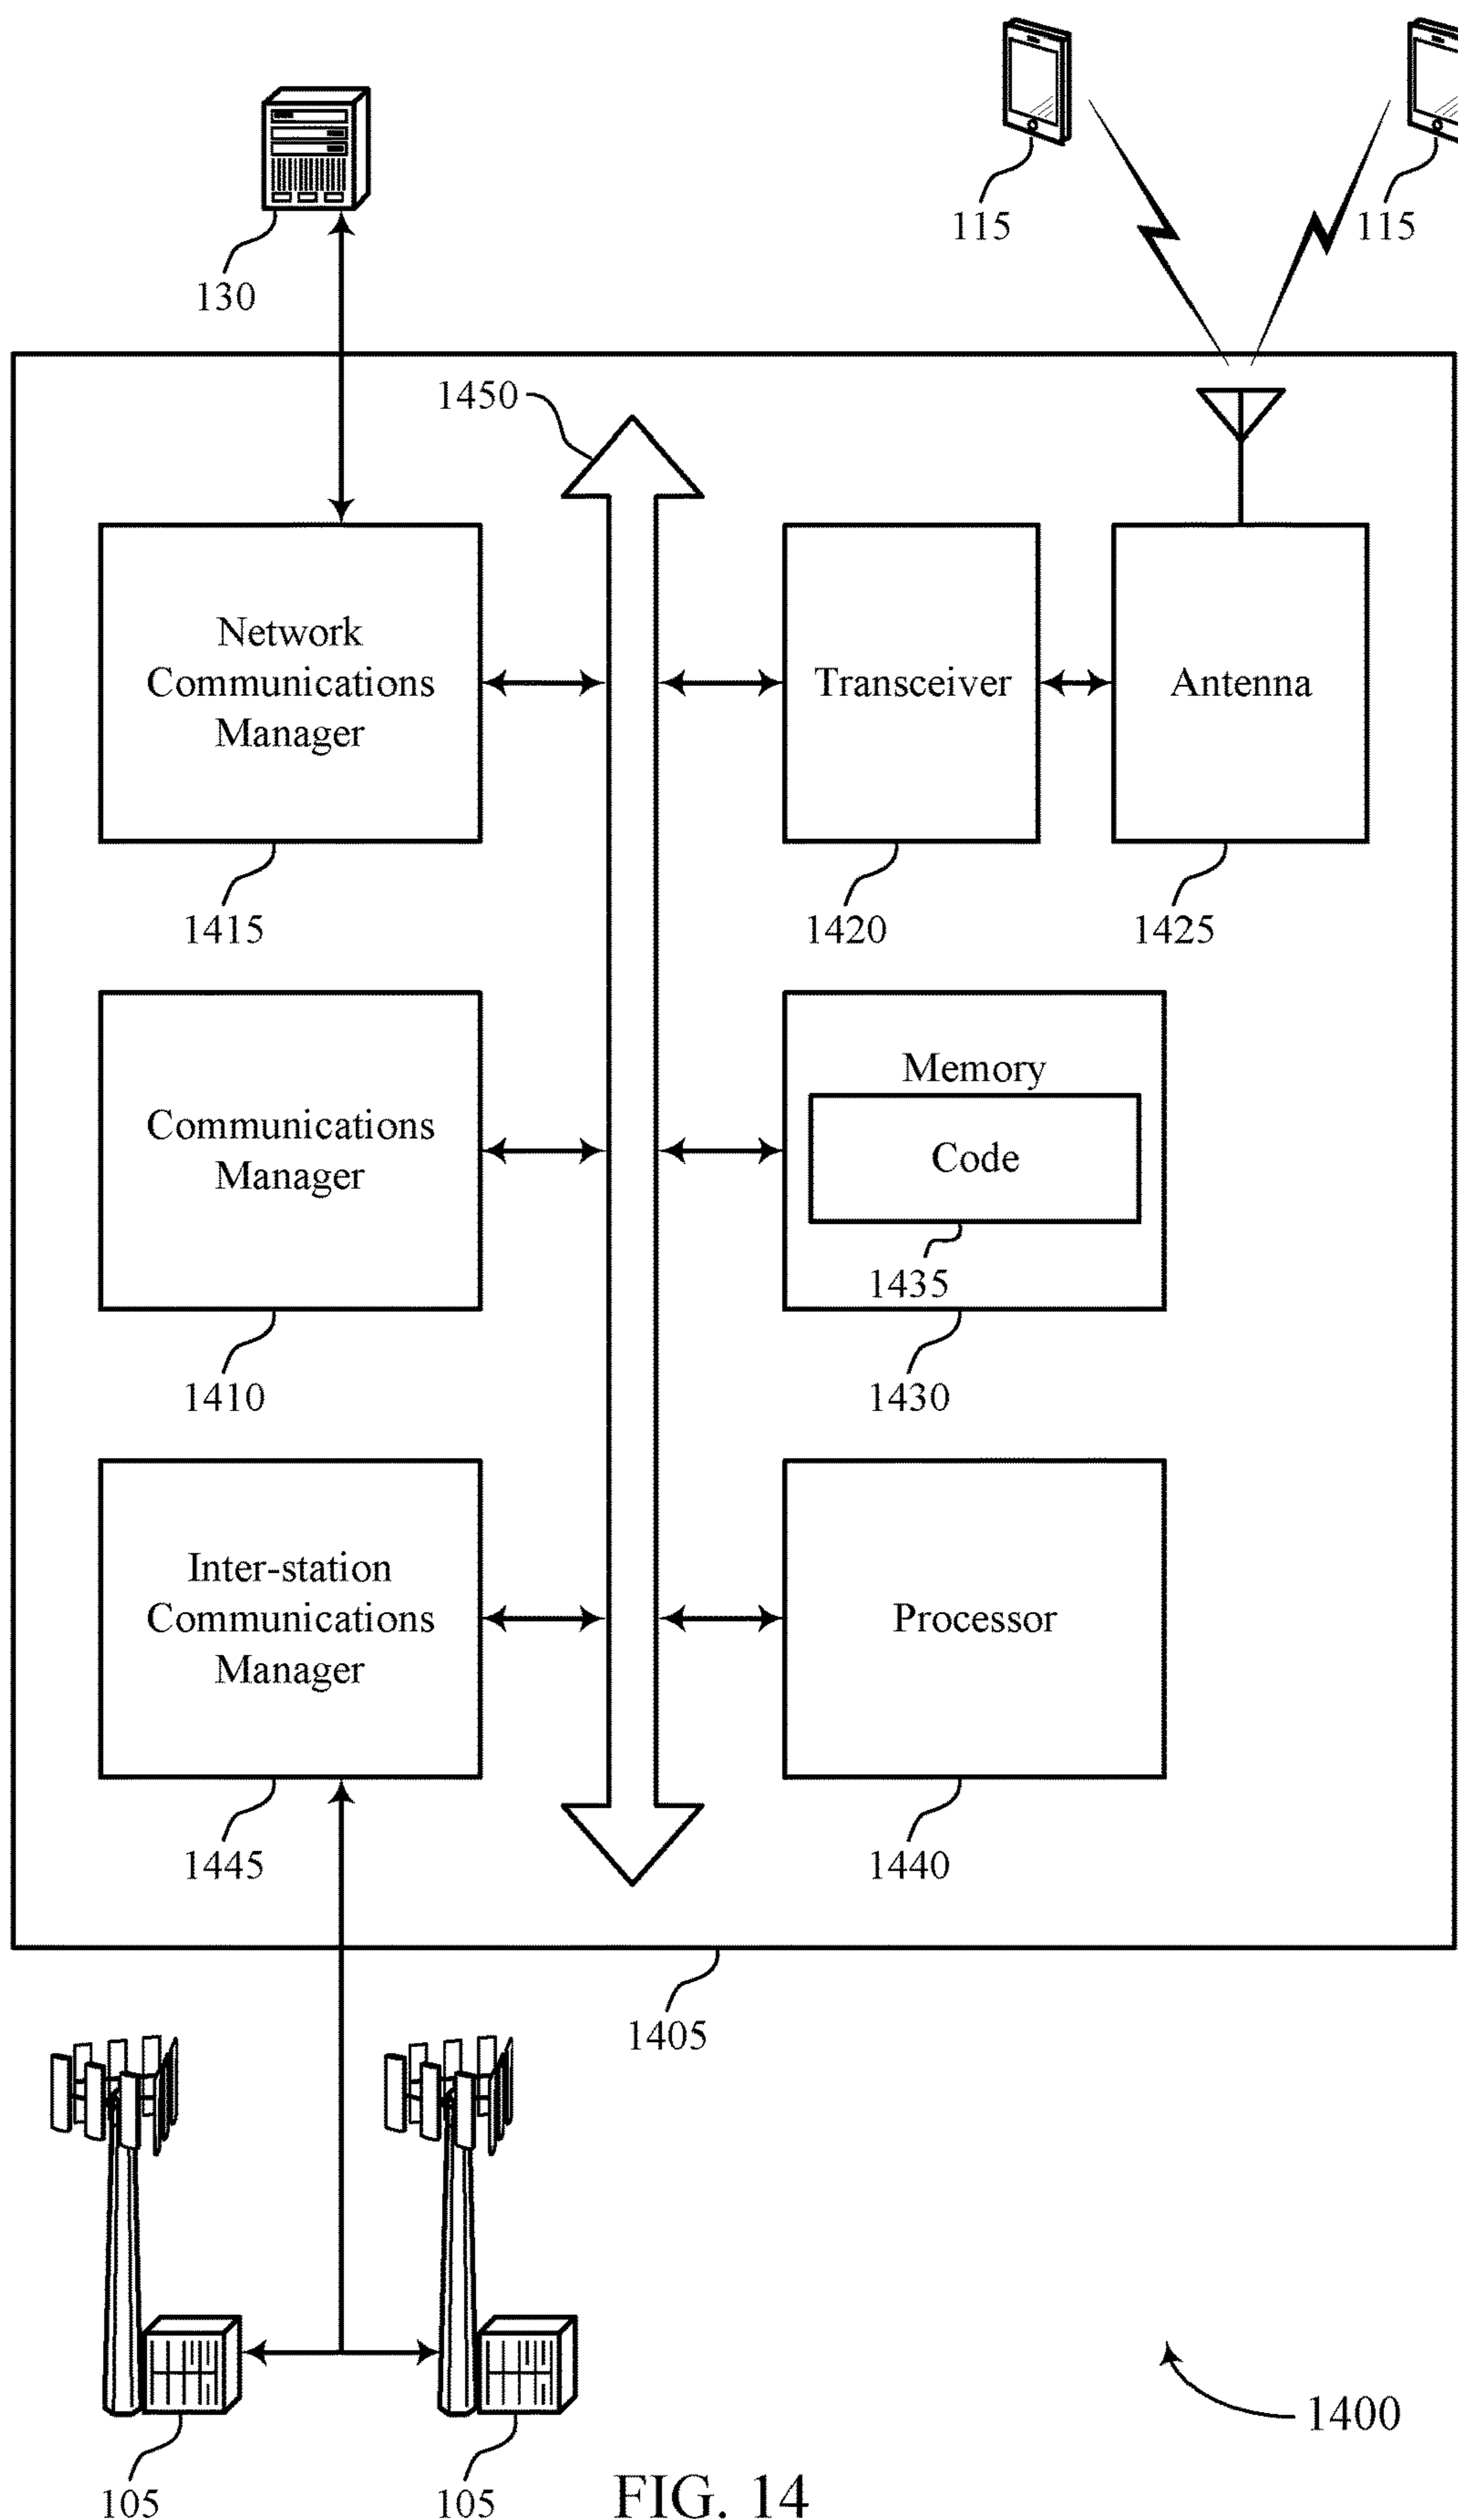 115
115
130
1450
Network
Communications
Manager
Transceiver
Antenna
1415
1420
1425
Communications
Manager
Memory
Code
1435
1410
1430
Inter-station
Communications
Manager
Processor
1445
1440
1405
1400
105
105
FIG. 14